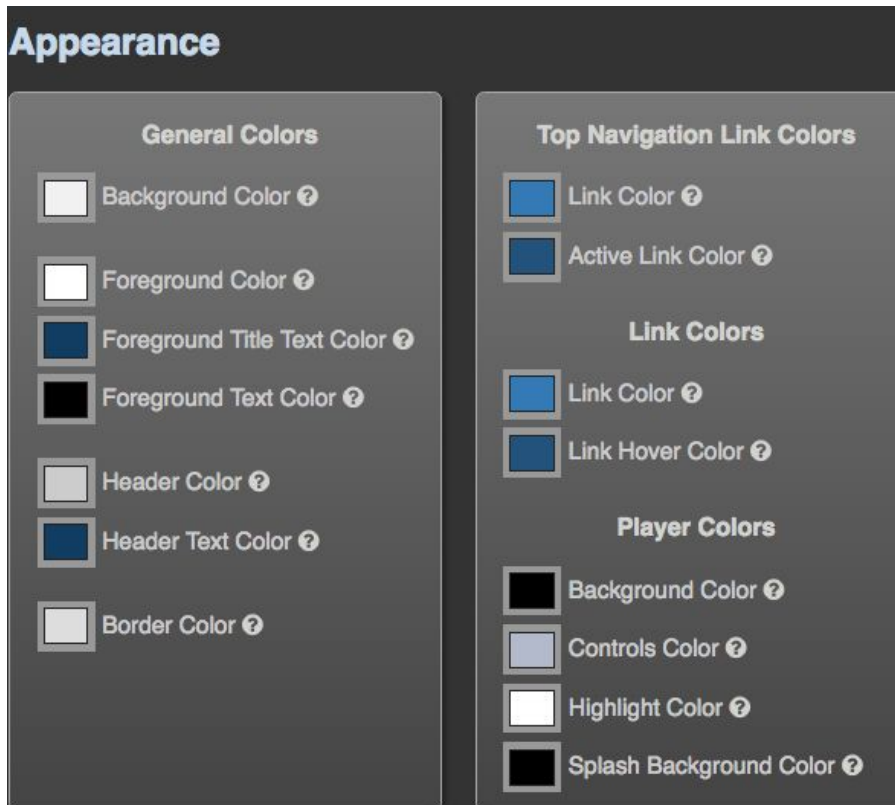 Appearance
General Colors
Background Color ?
Foreground Color ?
Foreground Title Text Color ?
Foreground Text Color ?
Header Color ?
Header Text Color ?
Border Color ?
Top Navigation Link Colors
Link Color ?
Active Link Color ?
Link Colors
Link Color ?
Link Hover Color ?
Player Colors
Background Color ?
Controls Color ?
Highlight Color ?
Splash Background Color ?